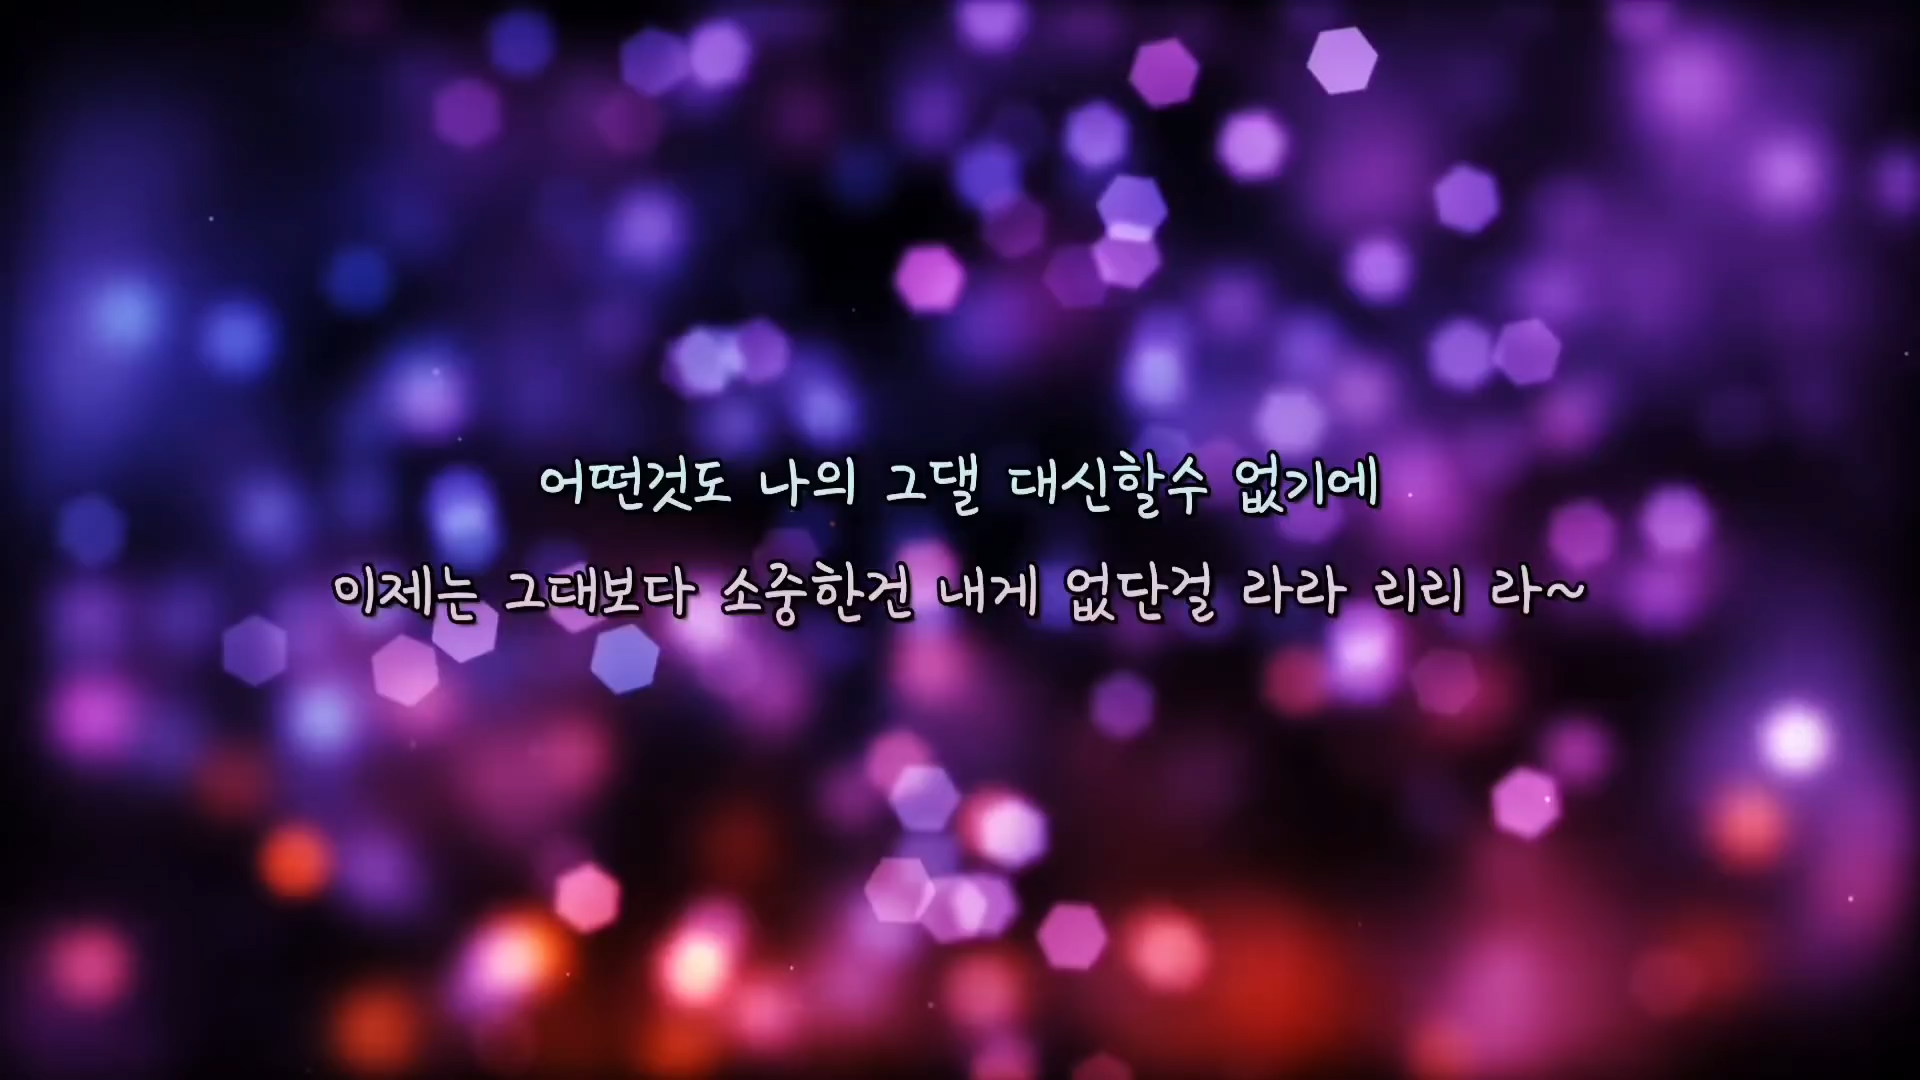 어떤것도 나의 그댈 대신할수 없기에
이제는 그대보다 소중한건 내게 없단걸 라라 리리 라~